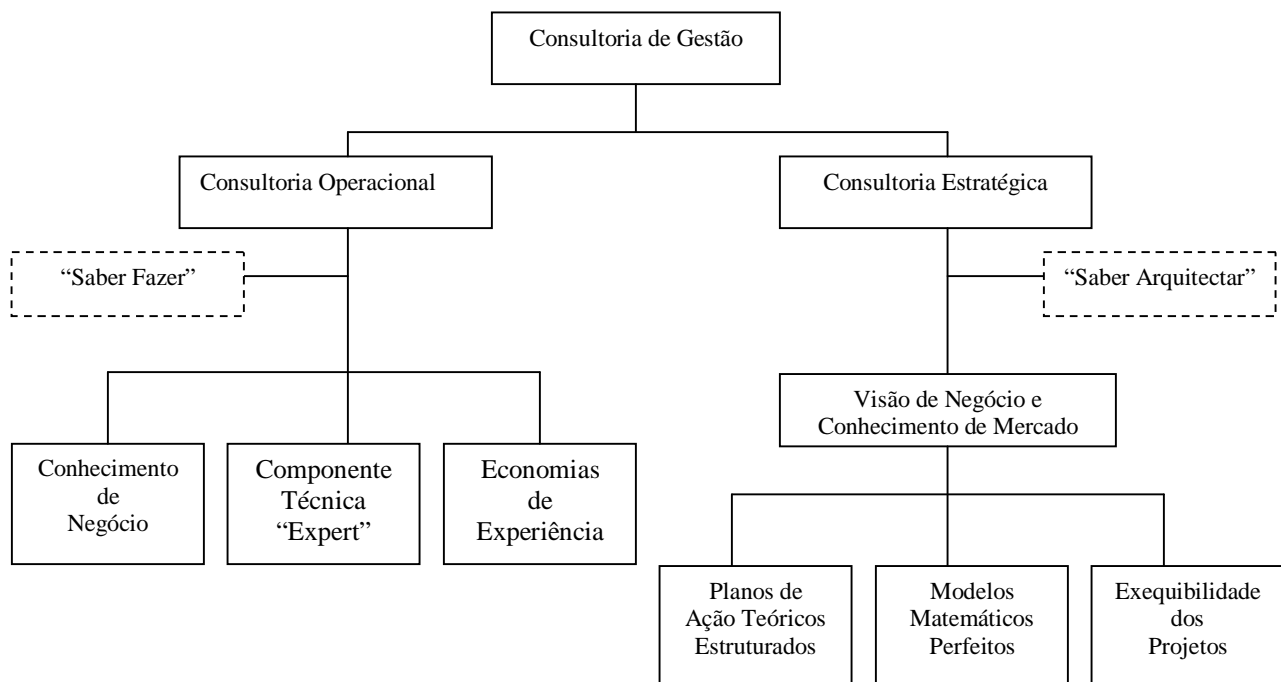 Consultoria de Gestão
Consultoria Operacional
Consultoria Estratégica
“Saber Fazer”
“Saber Arquitectar”
Visão de Negócio e
Conhecimento de Mercado
Conhecimento
de
Negócio
Componente
Técnica
“Expert”
Economias
de
Experiência
Planos de
Ação Teóricos
Estruturados
Modelos
Matemáticos
Perfeitos
Exequibilidade
dos
Projetos